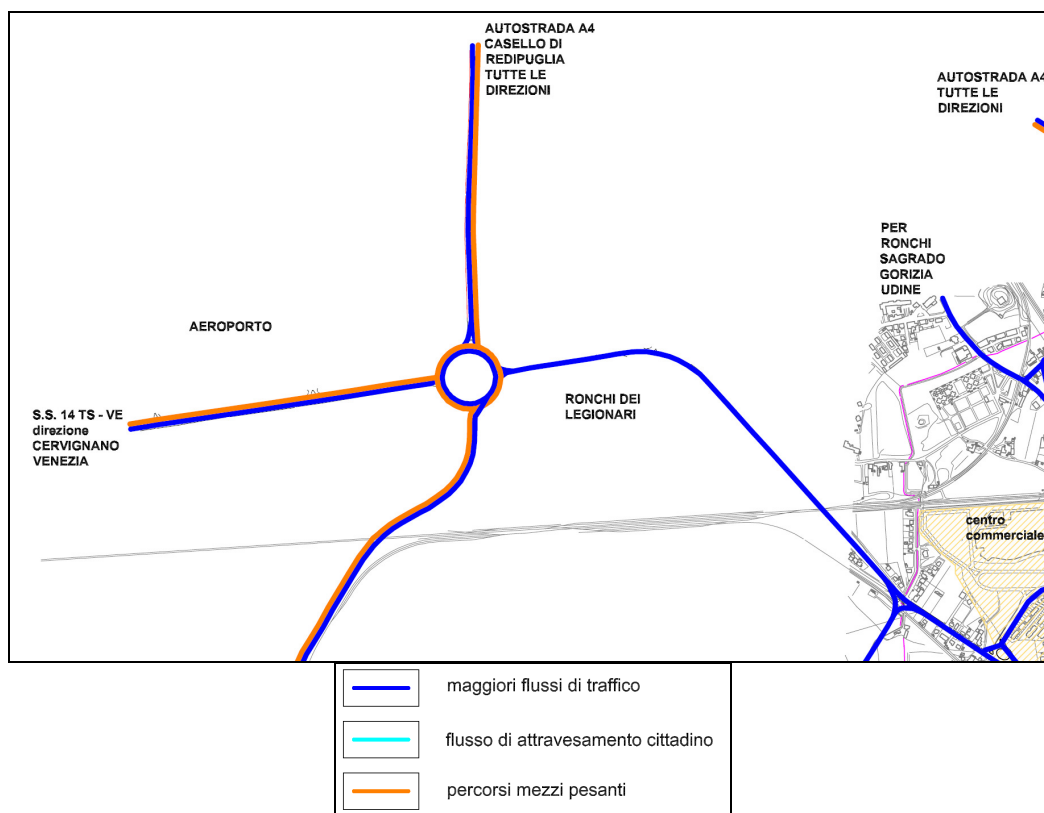 AUTOSTRADA A4
CASELLO DI
REDIPUGLIA
TUTTE LE
DIREZIONI
AUTOSTRADA A4
TUTTE LE
DIREZIONI
PER
RONCHI
SAGRADO
GORIZIA
UDINE
AEROPORTO
RONCHI DEI
LEGIONARI
S.S. 14 TS - VE
direzione
CERVIGNANO
VENEZIA
centro
commerciale
maggiori flussi di traffico
flusso di attravesamento cittadino
percorsi mezzi pesanti